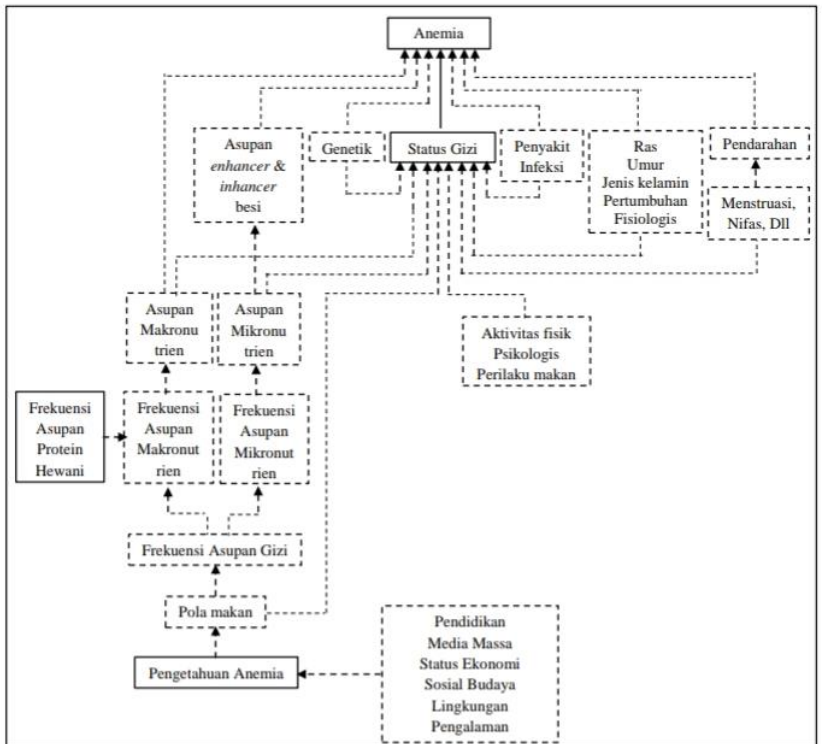 Anemia
Asupan
enhancer &
inhancer
besi
Genetik
Status Gizi
Penyakit
Infeksi
Ras
Umur
Jenis kelamin
Pertumbuhan
Fisiologis
Pendarahan
Menstruasi,
Nifas, Dll
Asupan
Makronu
trien
Asupan
Mikronu
trien
Aktivitas fisik
Psikologis
Perilaku makan
Frekuensi
Asupan
Protein
Hewani
Frekuensi
Asupan
Makronut
rien
Frekuensi
Asupan
Mikronut
rien
Frekuensi Asupan Gizi
Pola makan
Pengetahuan Anemia
Pendidikan
Media Massa
Status Ekonomi
Sosial Budaya
Lingkungan
Pengalaman